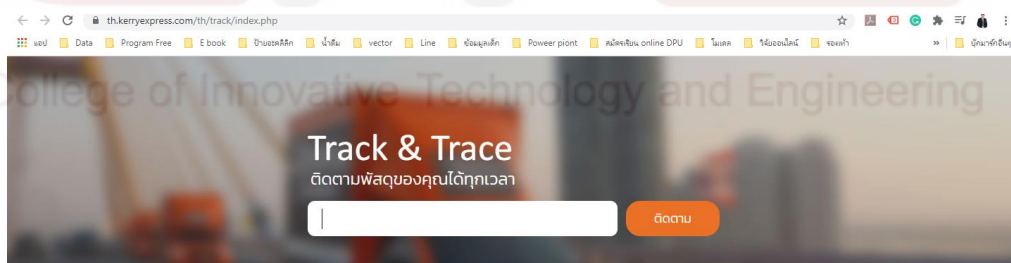 th.kerryexpress.com/th/track/index.php
แอป Data Program Free E book ป้ายอะคิลิก น้ำดื่ม vector Line ข้อมูลเด็ก Poweer piont สมัครเรียน online DPU โมเดล วิจัยออนไลน์ รองเท้า » บุ๊กมาร์กอื่นๆ
College of Innovative Technology and Engineering
Track & Trace
ติดตามพัสดุของคุณได้ทุกเวลา
ติดตาม